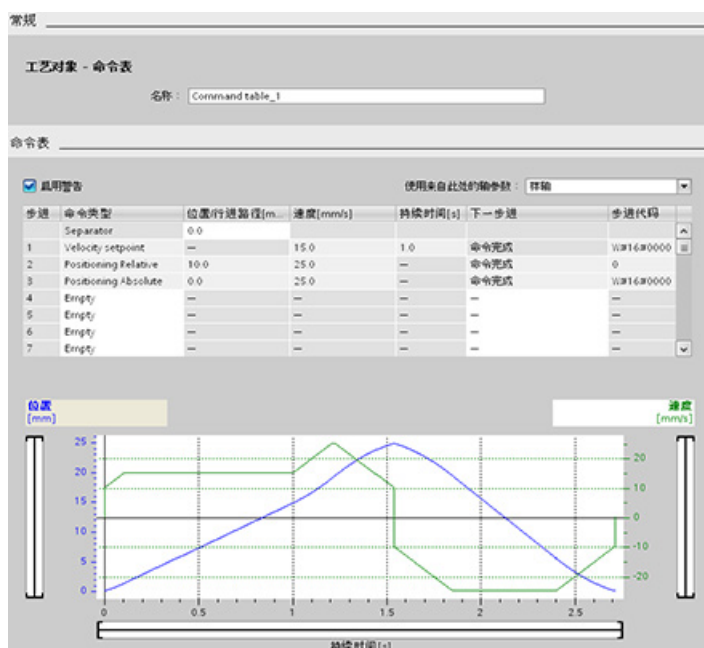 常规
工艺对象 - 命令表
名称： Command table_1
命令表
启用警告 使用来自此处的轴参数： 样轴
步进 命令类型 位置/行进路径[m... 速度[mm/s] 持续时间[s] 下一步进 步进代码
Separator 0.0
1 Velocity setpoint — 15.0 1.0 命令完成 W#16#0000
2 Positioning Relative 10.0 25.0 — 命令完成 0
3 Positioning Absolute 0.0 25.0 — 命令完成 W#16#0000
4 Empty — — — — —
5 Empty — — — — —
6 Empty — — — — —
7 Empty — — — — —
位置 速度
[mm] [mm/s]
25
20 20
15 10
10 0
5 -10
0 -20
0 0.5 1 1.5 2 2.5
持续时间[s]